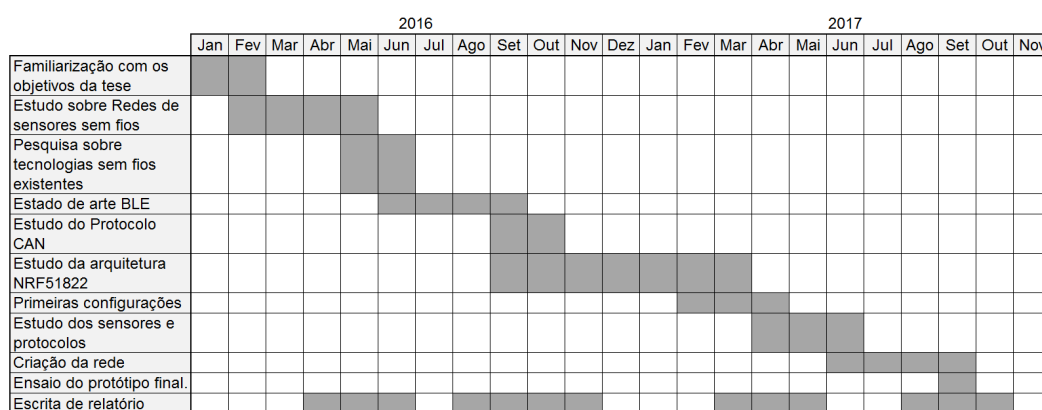 2016 2017
Jan Fev Mar Abr Mai Jun Jul Ago Set Out Nov Dez Jan Fev Mar Abr Mai Jun Jul Ago Set Out Nov
Familiarização com os
objetivos da tese
Estudo sobre Redes de
sensores sem fios
Pesquisa sobre
tecnologias sem fios
existentes
Estado de arte BLE
Estudo do Protocolo
CAN
Estudo da arquitetura
NRF51822
Primeiras configurações
Estudo dos sensores e
protocolos
Criação da rede
Ensaio do protótipo final.
Escrita de relatório